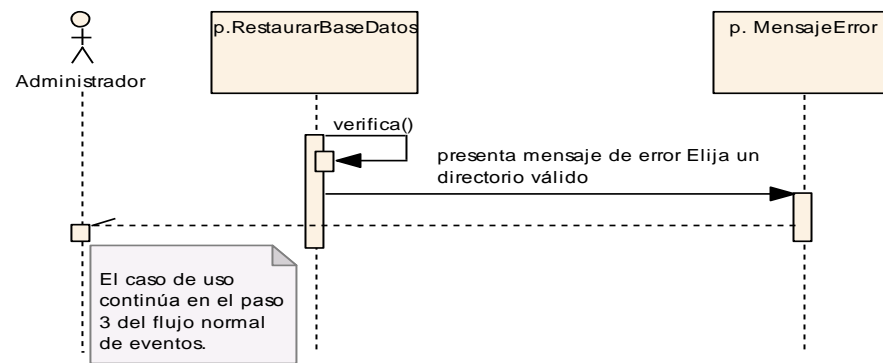 p.RestaurarBaseDatos
p. MensajeError
Administrador
verifica()
presenta mensaje de error Elija un
directorio válido
El caso de uso
continúa en el paso
3 del flujo normal
de eventos.